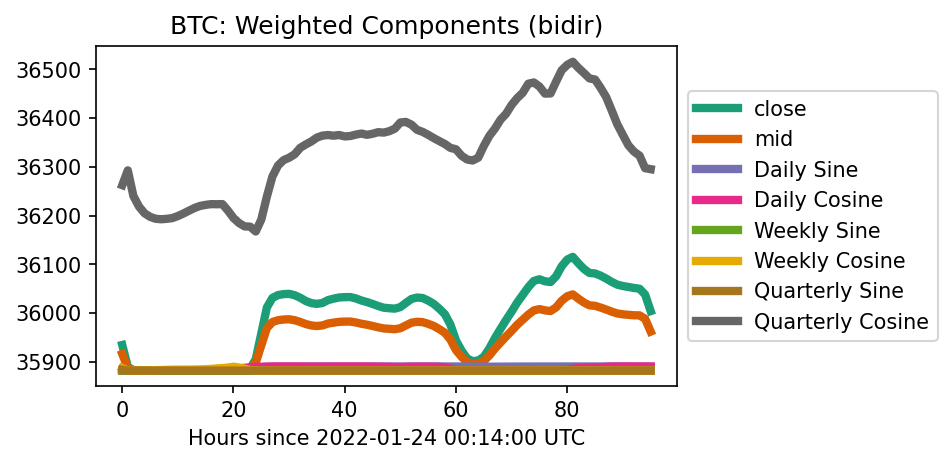 BTC: Weighted Components (bidir)
36500
36400
36300
36200
36100
36000
35900
0
20
40
60
80
Hours since 2022-01-24 00:14:00 UTC
close
mid
Daily Sine
Daily Cosine
Weekly Sine
Weekly Cosine
Quarterly Sine
Quarterly Cosine